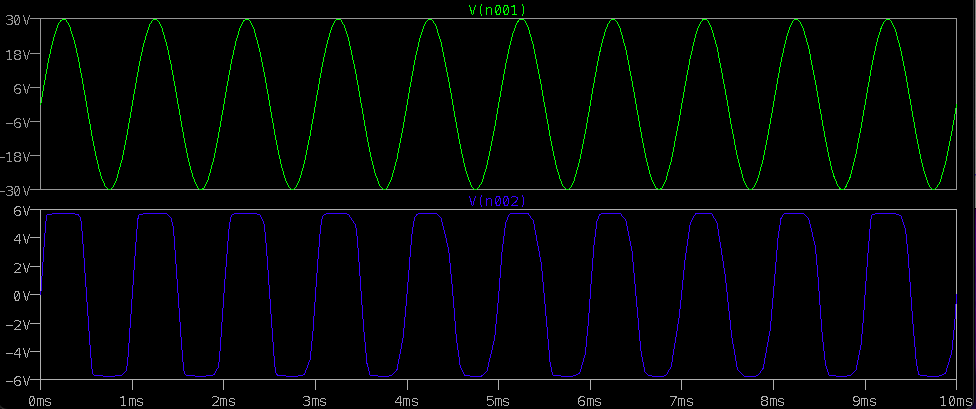 V(n001)
30V
18V
6V
-6V
-18V
-30V
V(n002)
6V
4V
2V
0V
-2V
-4V
-6V
0ms 1ms 2ms 3ms 4ms 5ms 6ms 7ms 8ms 9ms 10ms